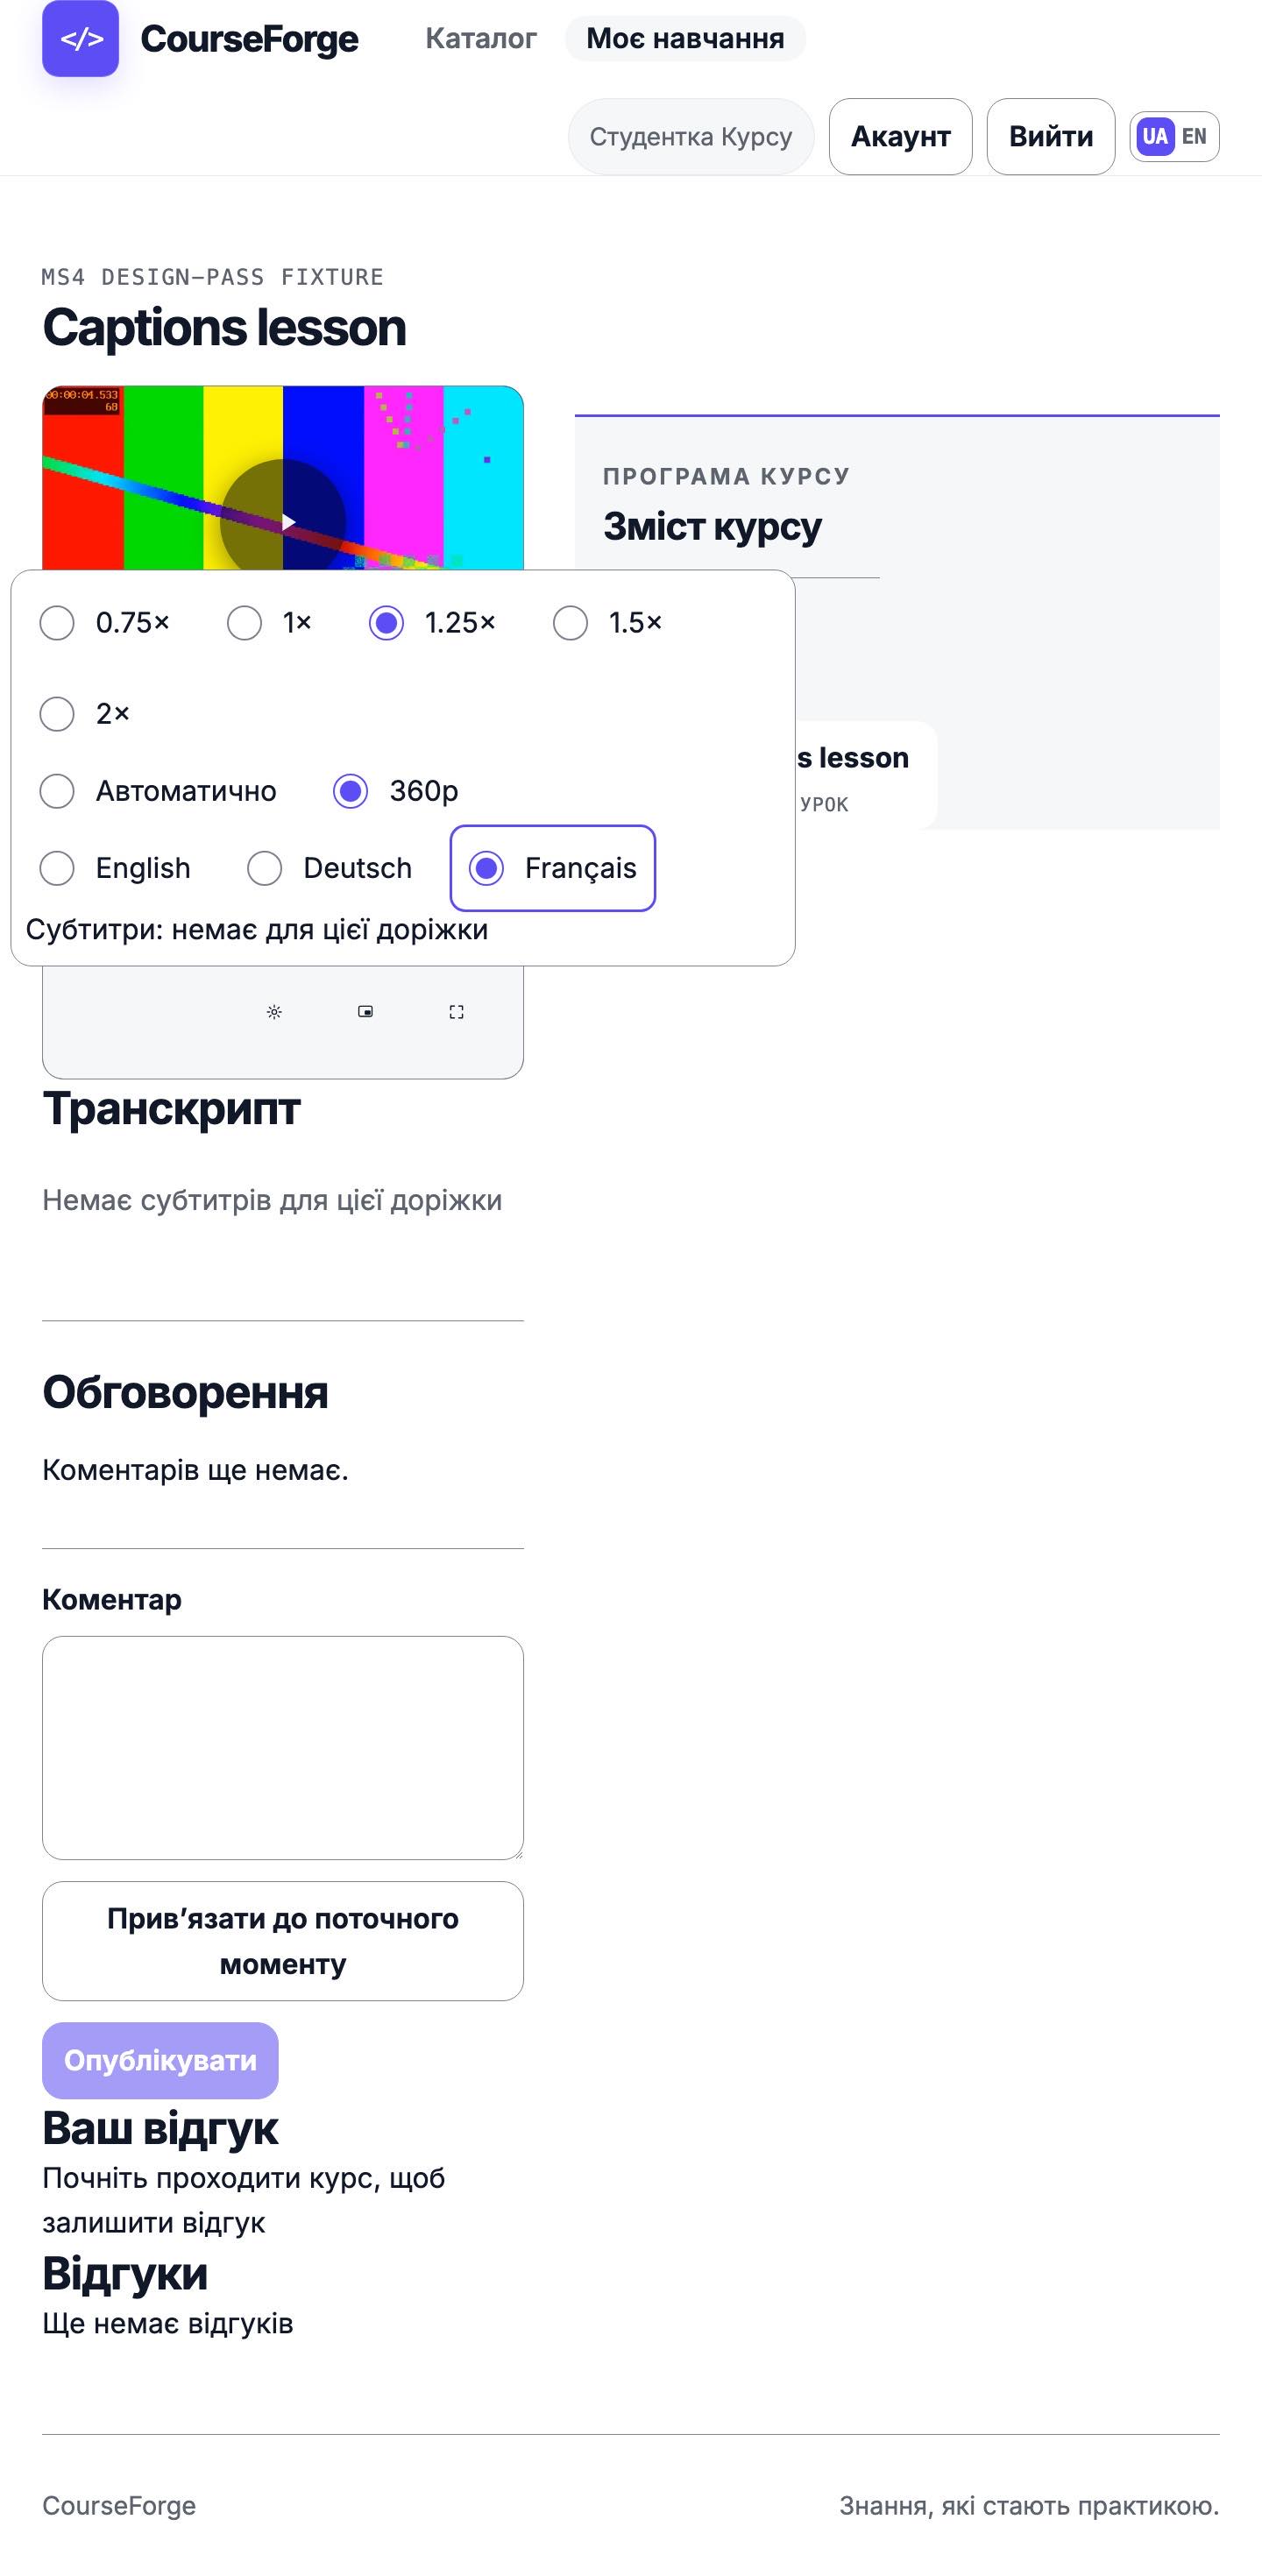 </> CourseForge
Каталог
Моє навчання
Студентка Курсу
Акаунт
Вийти
UA EN
MS4 DESIGN-PASS FIXTURE
Captions lesson
00:00:04.533
68
ПРОГРАМА КУРСУ
Зміст курсу
0.75×
1×
1.25×
1.5×
2×
s lesson
УРОК
Автоматично
360p
English
Deutsch
Français
Субтитри: немає для цієї доріжки
Транскрипт
Немає субтитрів для цієї доріжки
Обговорення
Коментарів ще немає.
Коментар
Прив’язати до поточного
моменту
Опублікувати
Ваш відгук
Почніть проходити курс, щоб
залишити відгук
Відгуки
Ще немає відгуків
CourseForge
Знання, які стають практикою.